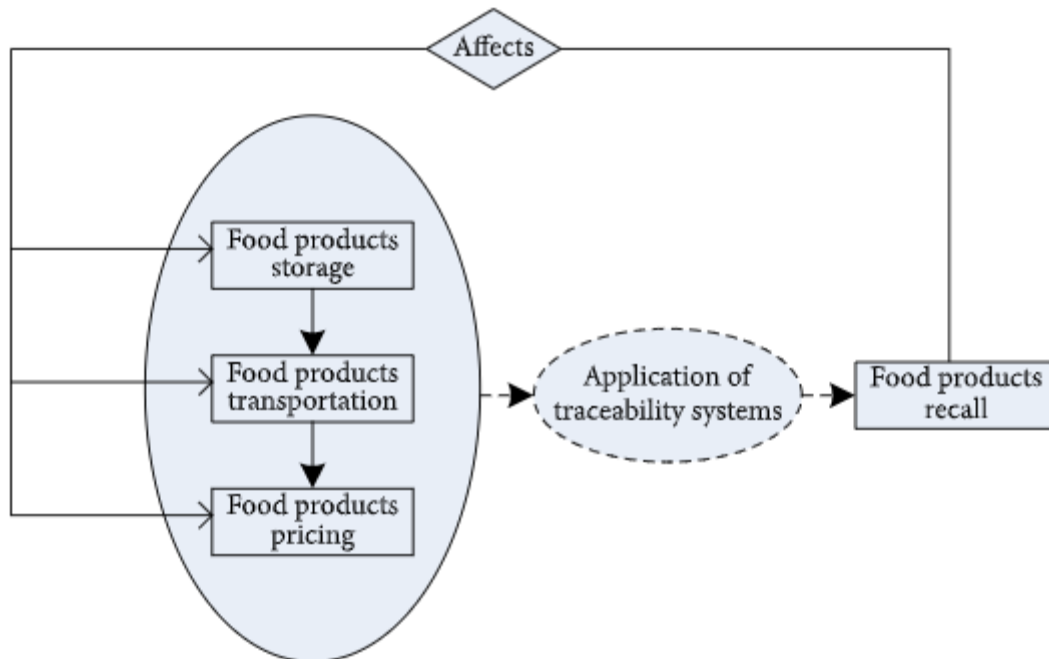 Affects
Food products
storage
Food products
transportation
Food products
pricing
Application of
traceability systems
Food products
recall